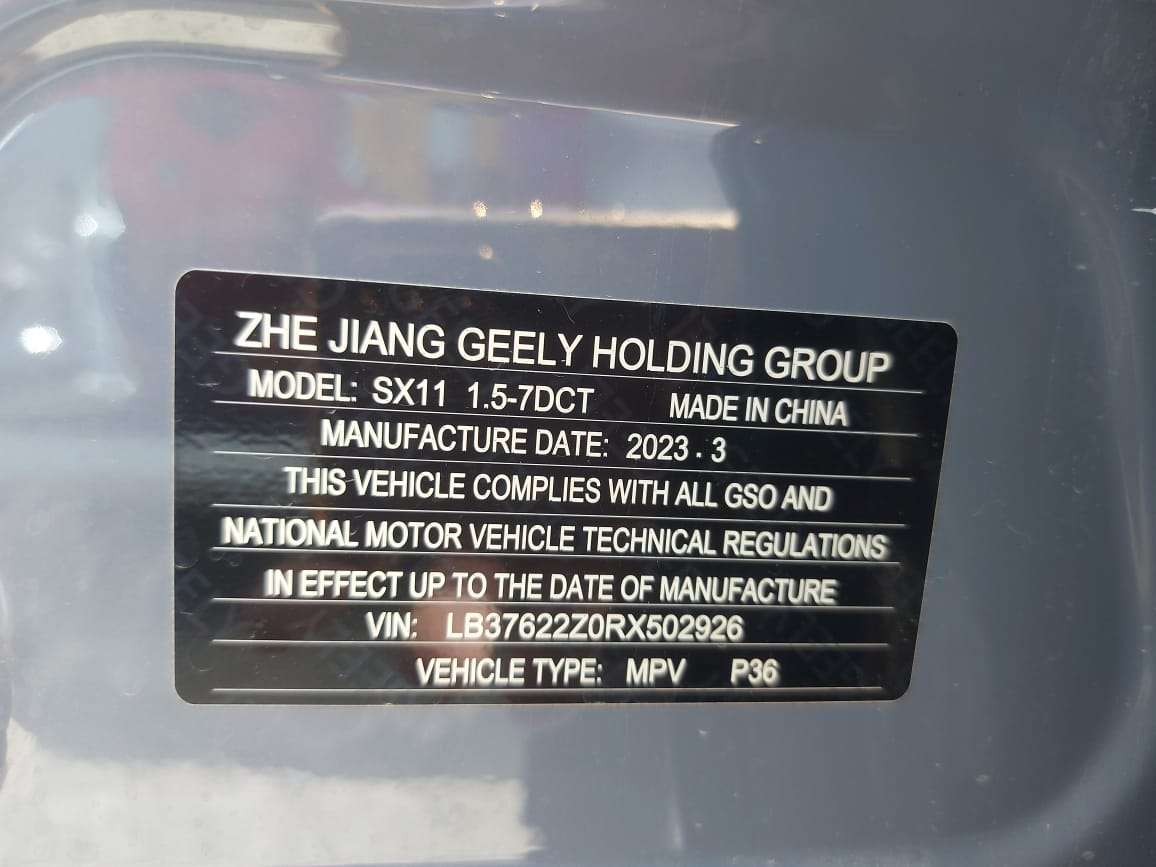 ZHE JIANG GEELY HOLDING GROUP
MODEL: SX11 1.5-7DCT MADE IN CHINA
MANUFACTURE DATE: 2023.3
THIS VEHICLE COMPLIES WITH ALL GSO AND
NATIONAL MOTOR VEHICLE TECHNICAL REGULATIONS
IN EFFECT UP TO THE DATE OF MANUFACTURE
VIN: LB37622Z0RX502926
VEHICLE TYPE: MPV P36